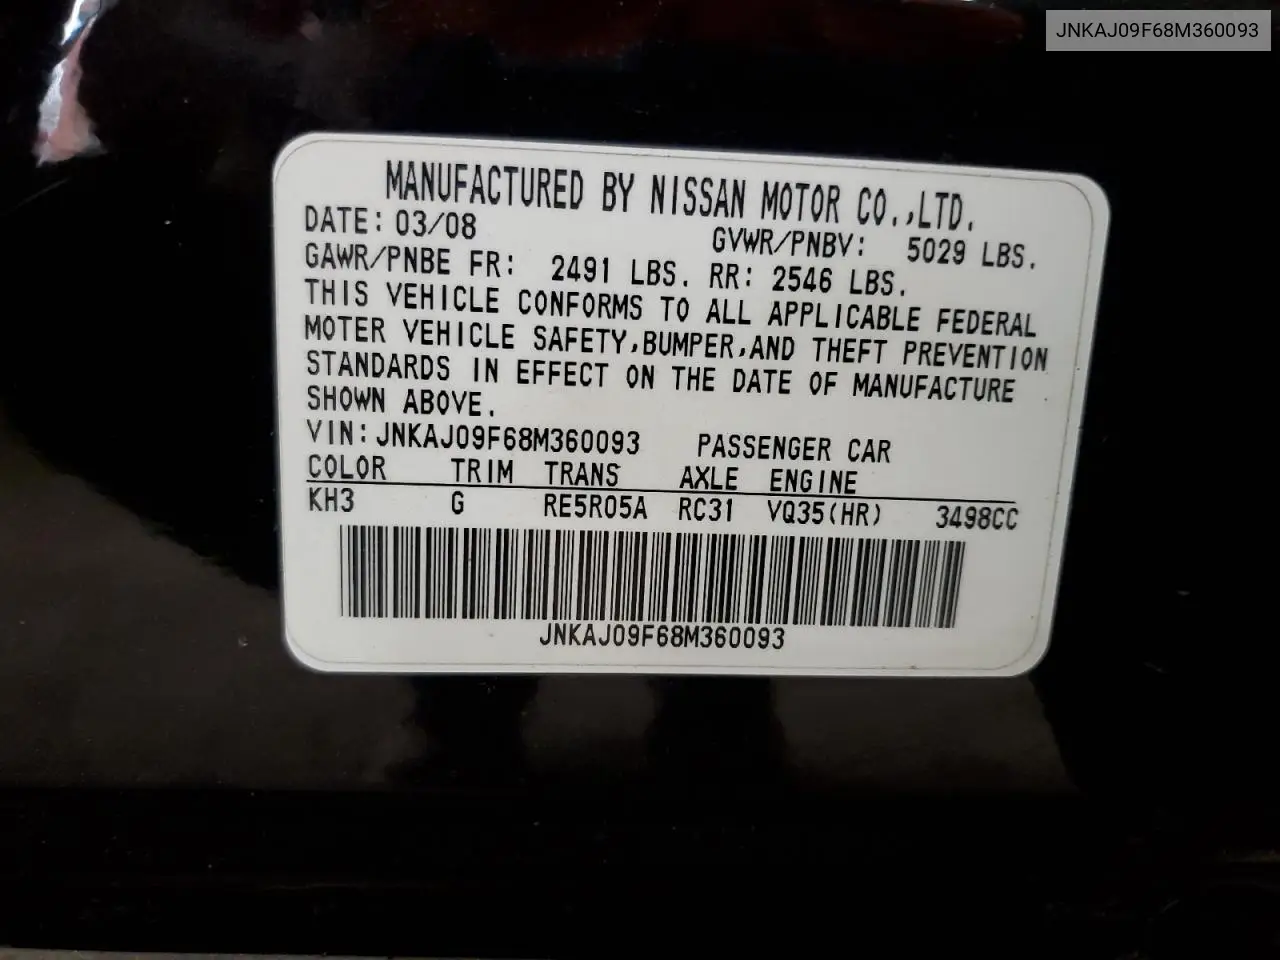 JNKAJ09F68M360093
MANUFACTURED BY NISSAN MOTOR CO.,LTD.
DATE: 03/08 GVWR/PNBV: 5029 LBS.
GAWR/PNBE FR: 2491 LBS. RR: 2546 LBS.
THIS VEHICLE CONFORMS TO ALL APPLICABLE FEDERAL
MOTER VEHICLE SAFETY,BUMPER,AND THEFT PREVENTION
STANDARDS IN EFFECT ON THE DATE OF MANUFACTURE
SHOWN ABOVE.
VIN: JNKAJ09F68M360093 PASSENGER CAR
COLOR TRIM TRANS AXLE ENGINE
KH3 G RE5R05A RC31 VQ35(HR) 3498CC
JNKAJ09F68M360093